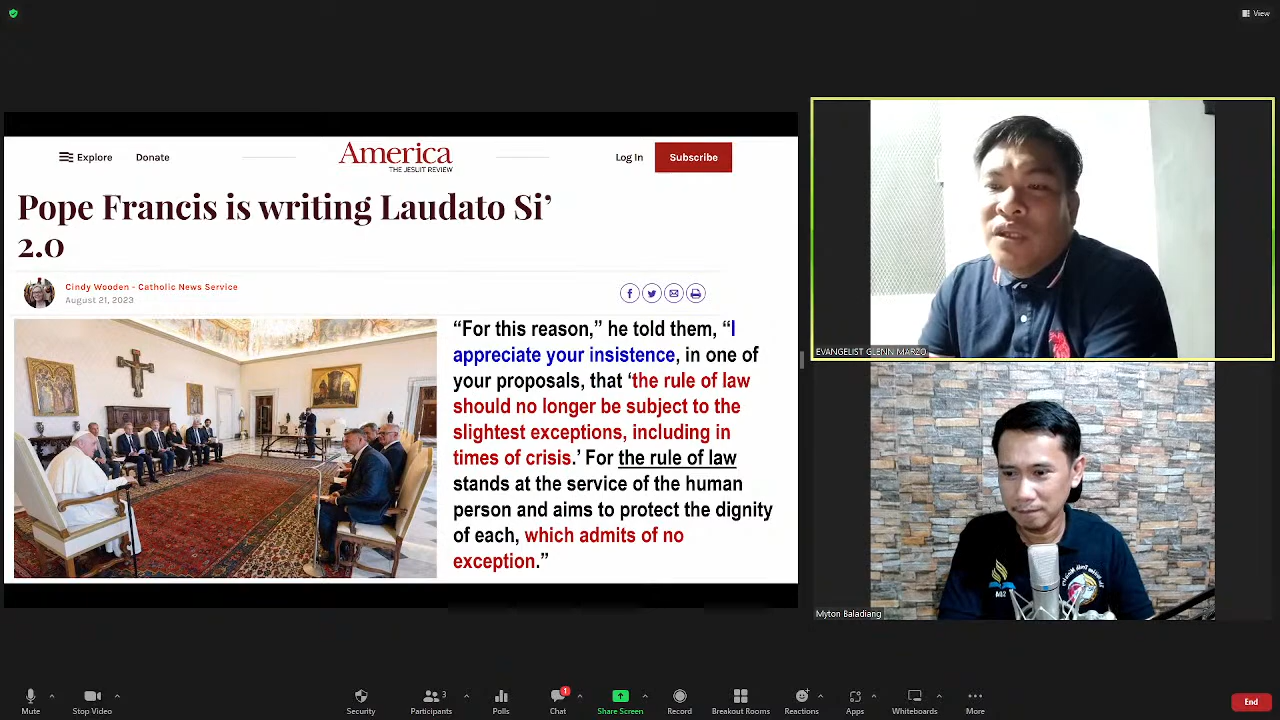 View
Explore
Donate
America
THE JESUIT REVIEW
Log In
Subscribe
Pope Francis is writing Laudato Si’
2.0
Cindy Wooden - Catholic News Service
August 21, 2023
“For this reason,” he told them, “I
appreciate your insistence, in one of
your proposals, that ‘the rule of law
should no longer be subject to the
slightest exceptions, including in
times of crisis.’ For the rule of law
stands at the service of the human
person and aims to protect the dignity
of each, which admits of no
exception.”
EVANGELIST GLENN MARZO
Myton Baladiang
Mute
Stop Video
Security
3
Participants
Polls
1
Chat
Share Screen
Record
Breakout Rooms
Reactions
Apps
Whiteboards
More
End